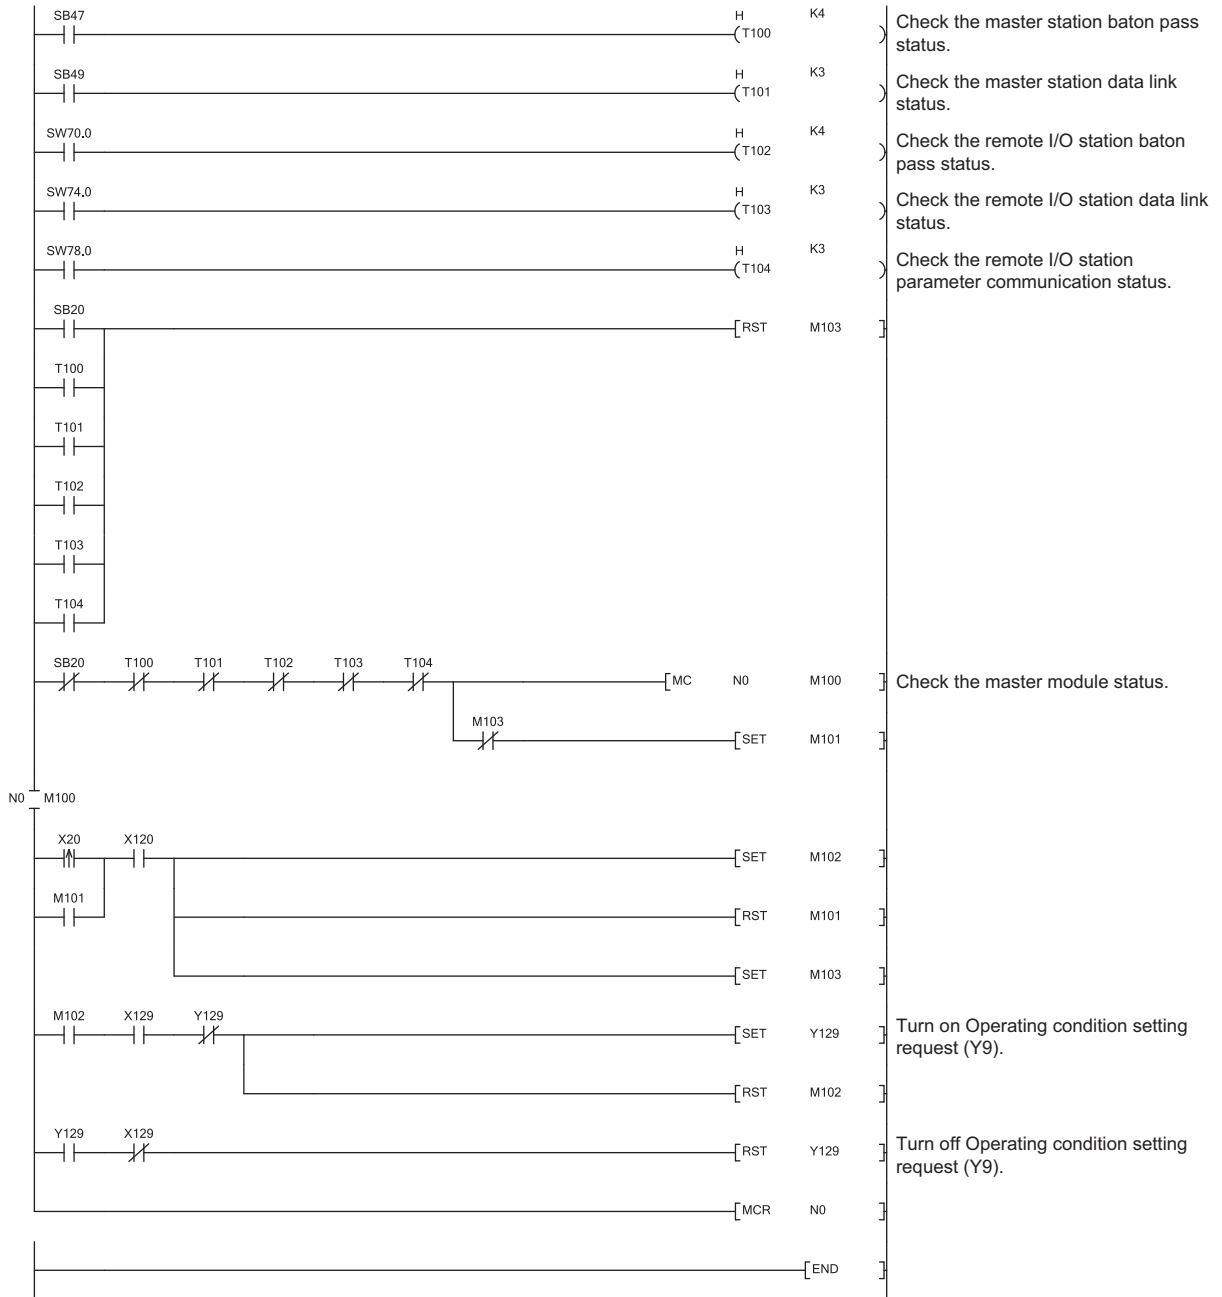 SB47 H K4
T100 Check the master station baton pass
status.
SB49 H K3
T101 Check the master station data link
status.
SW70.0 H K4
T102 Check the remote I/O station baton
pass status.
SW74.0 H K3
T103 Check the remote I/O station data link
status.
SW78.0 H K3
T104 Check the remote I/O station
parameter communication status.
SB20
RST M103
T100
T101
T102
T103
T104
SB20 T100 T101 T102 T103 T104
MC N0 M100 Check the master module status.
M103
SET M101
N0 M100
X20 X120
SET M102
M101
RST M101
SET M103
M102 X129 Y129
SET Y129 Turn on Operating condition setting
request (Y9).
RST M102
Y129 X129
RST Y129 Turn off Operating condition setting
request (Y9).
MCR N0
END